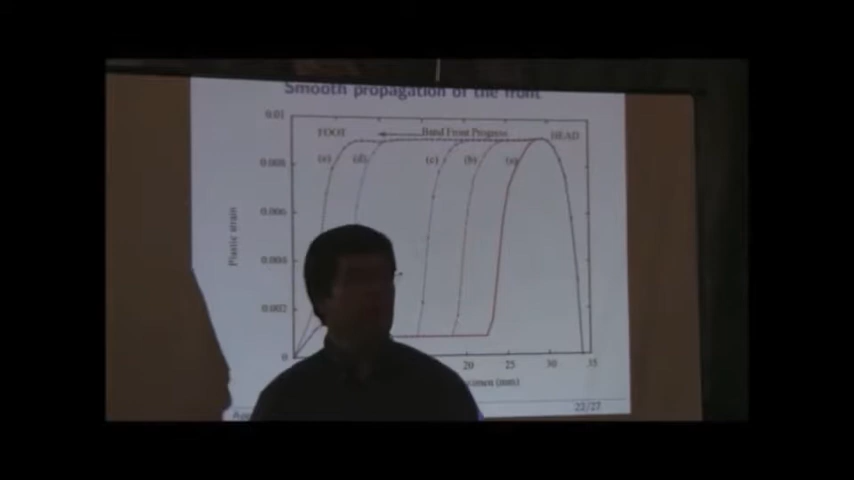 Smooth propagation of the front
0.01
FOOT
Band Front Progress
HEAD
(e)
(d)
(c)
(b)
(a)
0.008
0.006
0.004
0.002
0
Plastic strain
20
25
30
35
(mm)
22/27